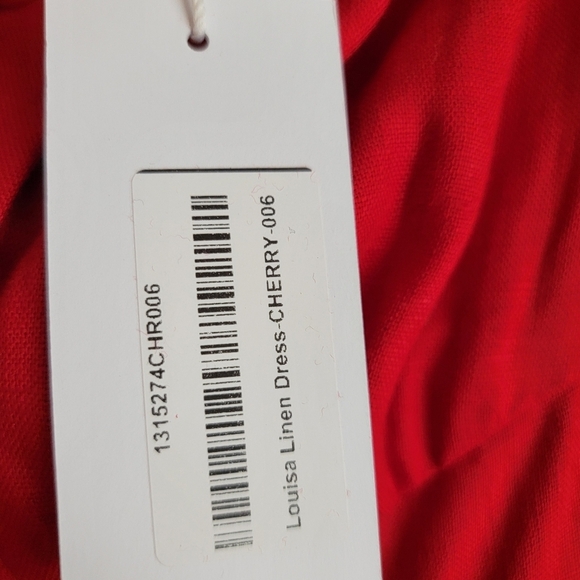 1315274CHR006
Louisa Linen Dress-CHERRY-006